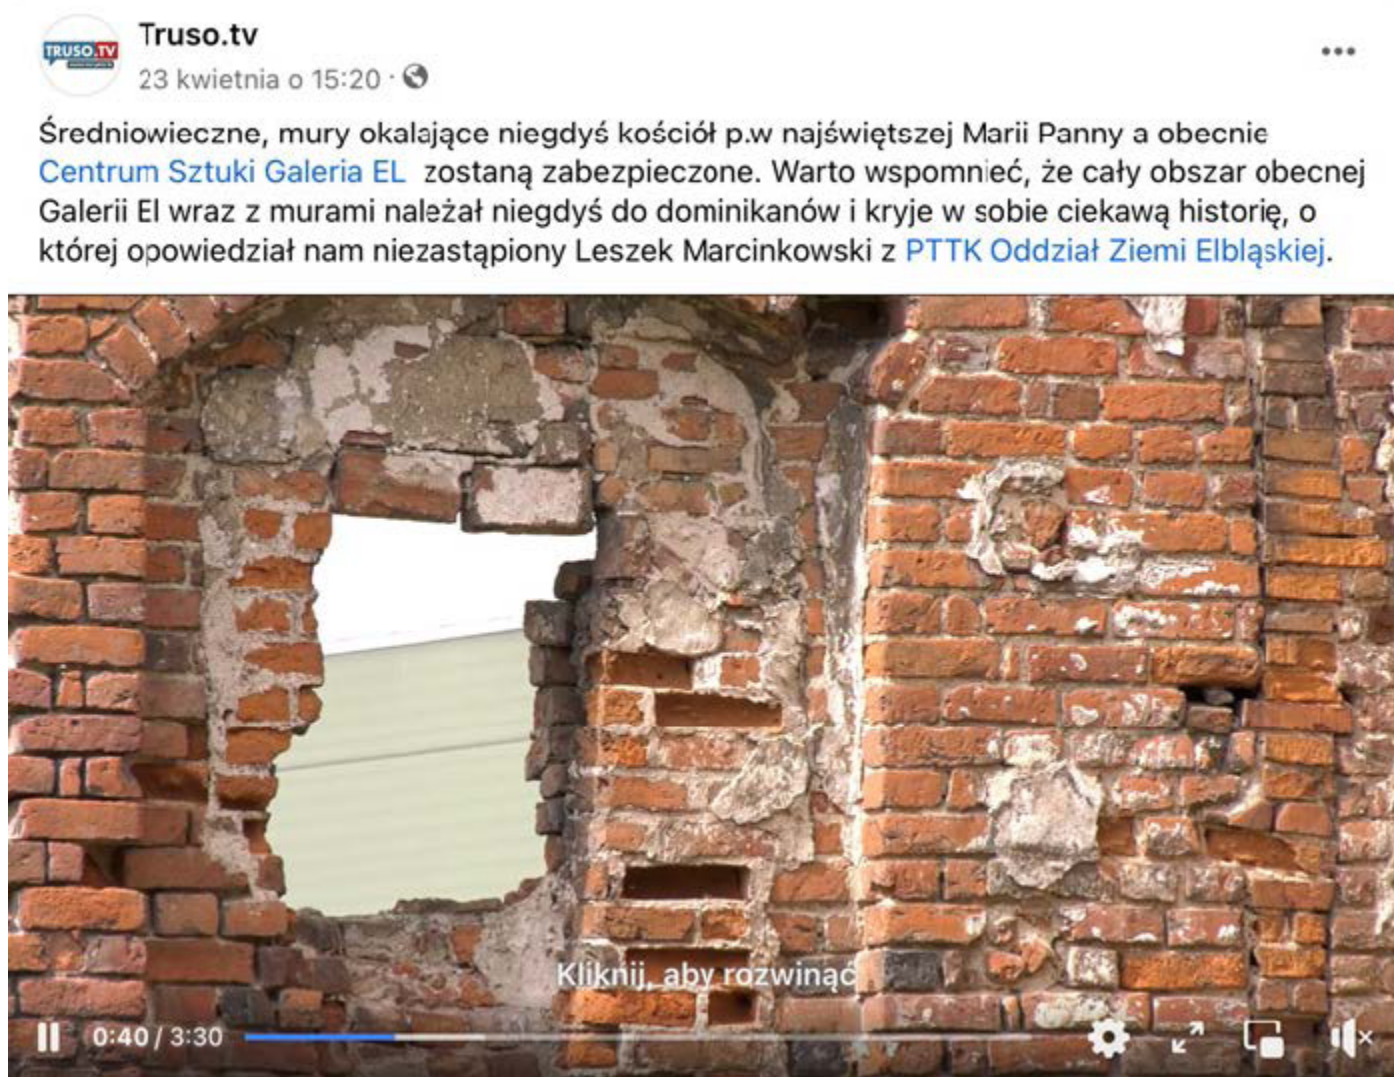 Truso.tv
TRUSO.TV
23 kwietnia o 15:20 ·
Średniowieczne, mury okalające niegdyś kościół p.w najświętszej Marii Panny a obecnie
Centrum Sztuki Galeria EL zostaną zabezpieczone. Warto wspomnieć, że cały obszar obecnej
Galerii El wraz z murami należał niegdyś do dominikanów i kryje w sobie ciekawą historię, o
której opowiedział nam niezastąpiony Leszek Marcinkowski z PTTK Oddział Ziemi Elbląskiej.
Kliknij, aby rozwinąć
0:40 / 3:30